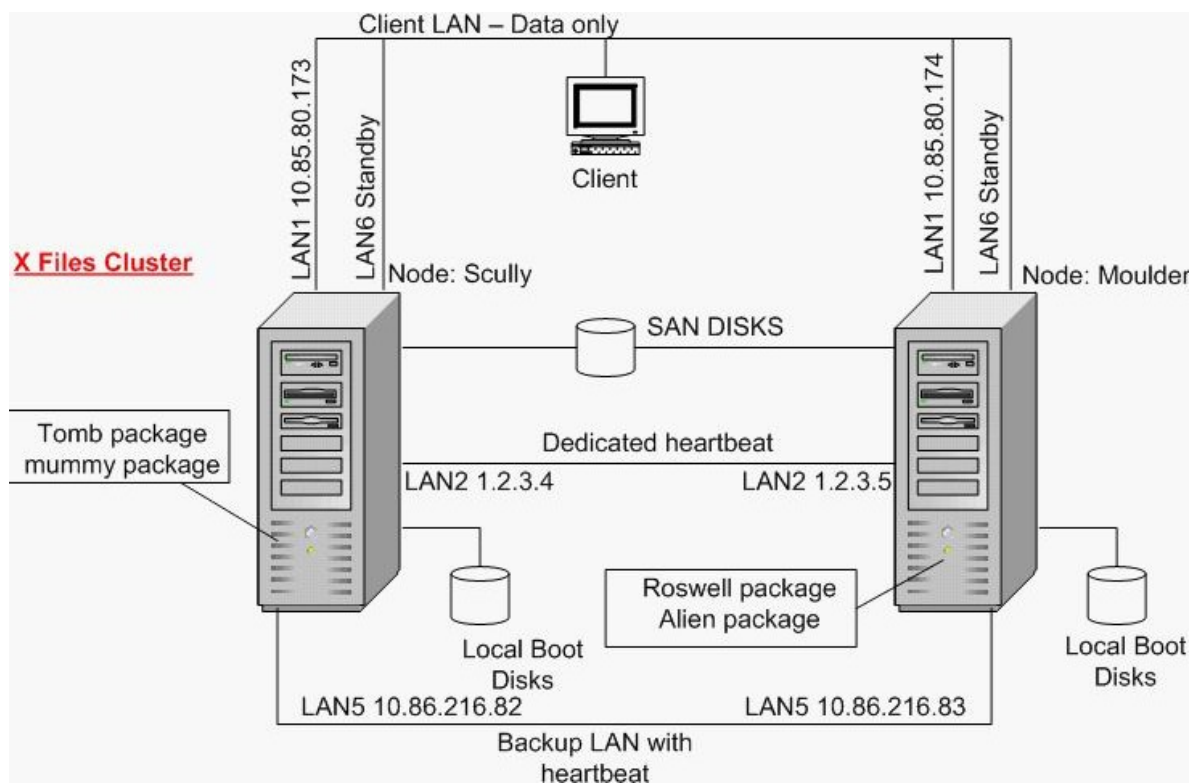 Client LAN – Data only
LAN1 10.85.80.173
LAN6 Standby
Client
LAN1 10.85.80.174
LAN6 Standby
X Files Cluster
Node: Scully
Node: Moulder
SAN DISKS
Tomb package
mummy package
Dedicated heartbeat
LAN2 1.2.3.4
LAN2 1.2.3.5
Roswell package
Alien package
Local Boot
Disks
Local Boot
Disks
LAN5 10.86.216.82
LAN5 10.86.216.83
Backup LAN with
heartbeat